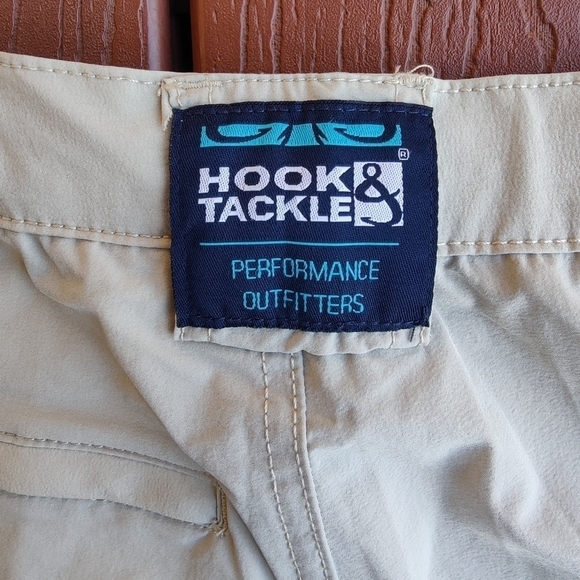 HOOK &
TACKLE ®
PERFORMANCE
OUTFITTERS